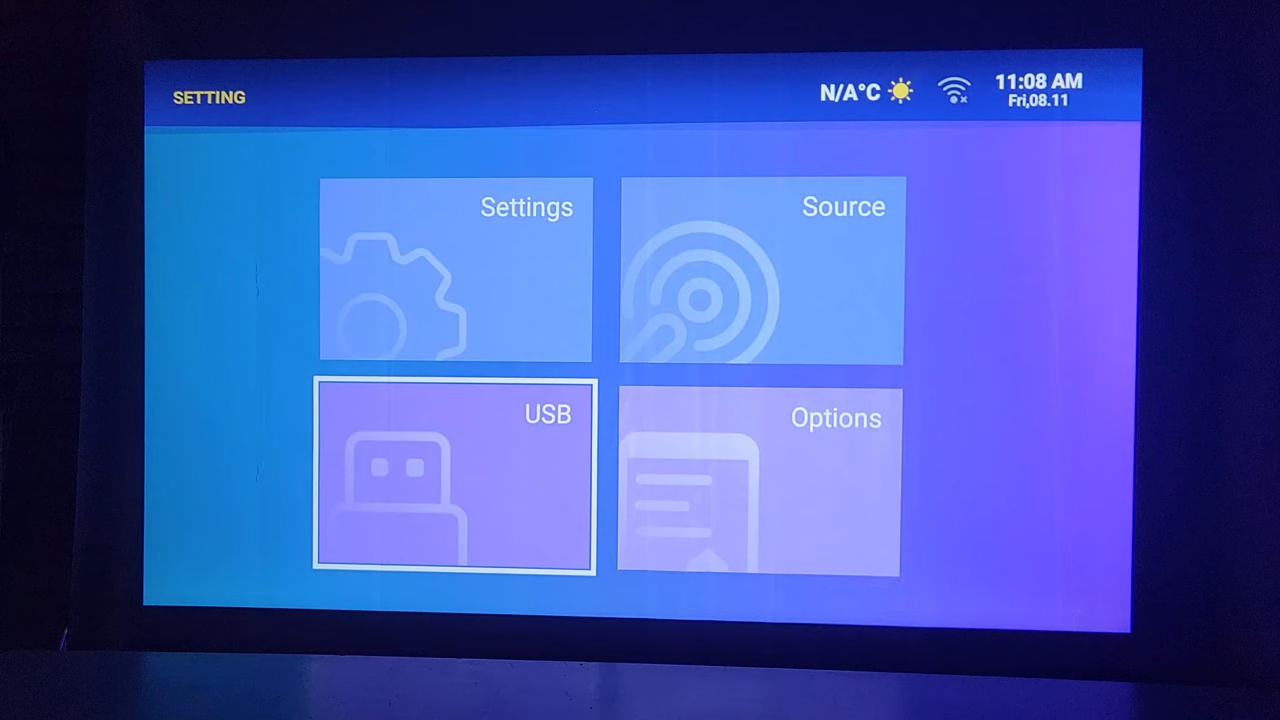 SETTING
N/A°C
11:08 AM
Fri,08.11
Settings
Source
USB
Options